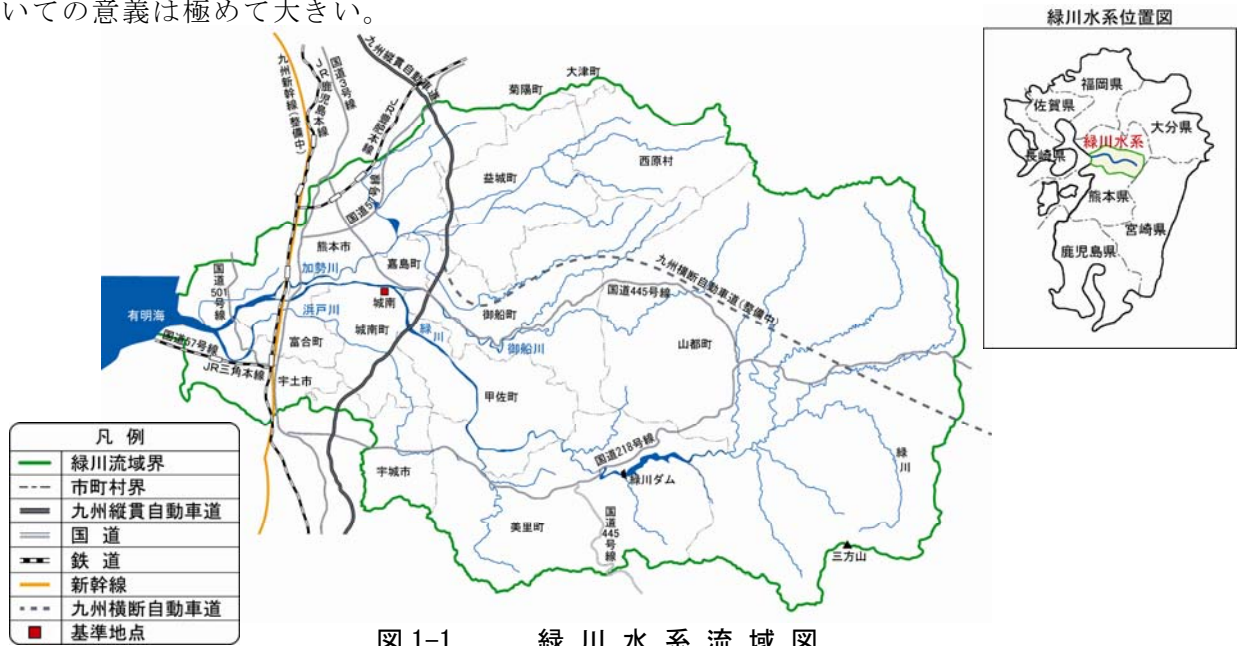 いての意義は極めて大きい。
緑川水系位置図
福岡県
佐賀県
大分県
緑川水系
長崎県
熊本県
宮崎県
鹿児島県
九州新幹線(整備中)
JR鹿児島本線
国道3号線
九州縦貫自動車道
JR豊肥本線
国道57号線
大津町
菊陽町
西原村
益城町
熊本市
加勢川
嘉島町
国道501号線
有明海
浜戸川
城南
城南町
緑川
御船町
御船川
国道445号線
九州横断自動車道(整備中)
山都町
国道57号線
JR三角本線
富合町
宇土市
甲佐町
国道218号線
緑川ダム
緑川
宇城市
美里町
国道445号線
三方山
凡 例
緑川流域界
市町村界
九州縦貫自動車道
国 道
鉄 道
新幹線
九州横断自動車道
基準地点
図1-1 緑川水系流域図